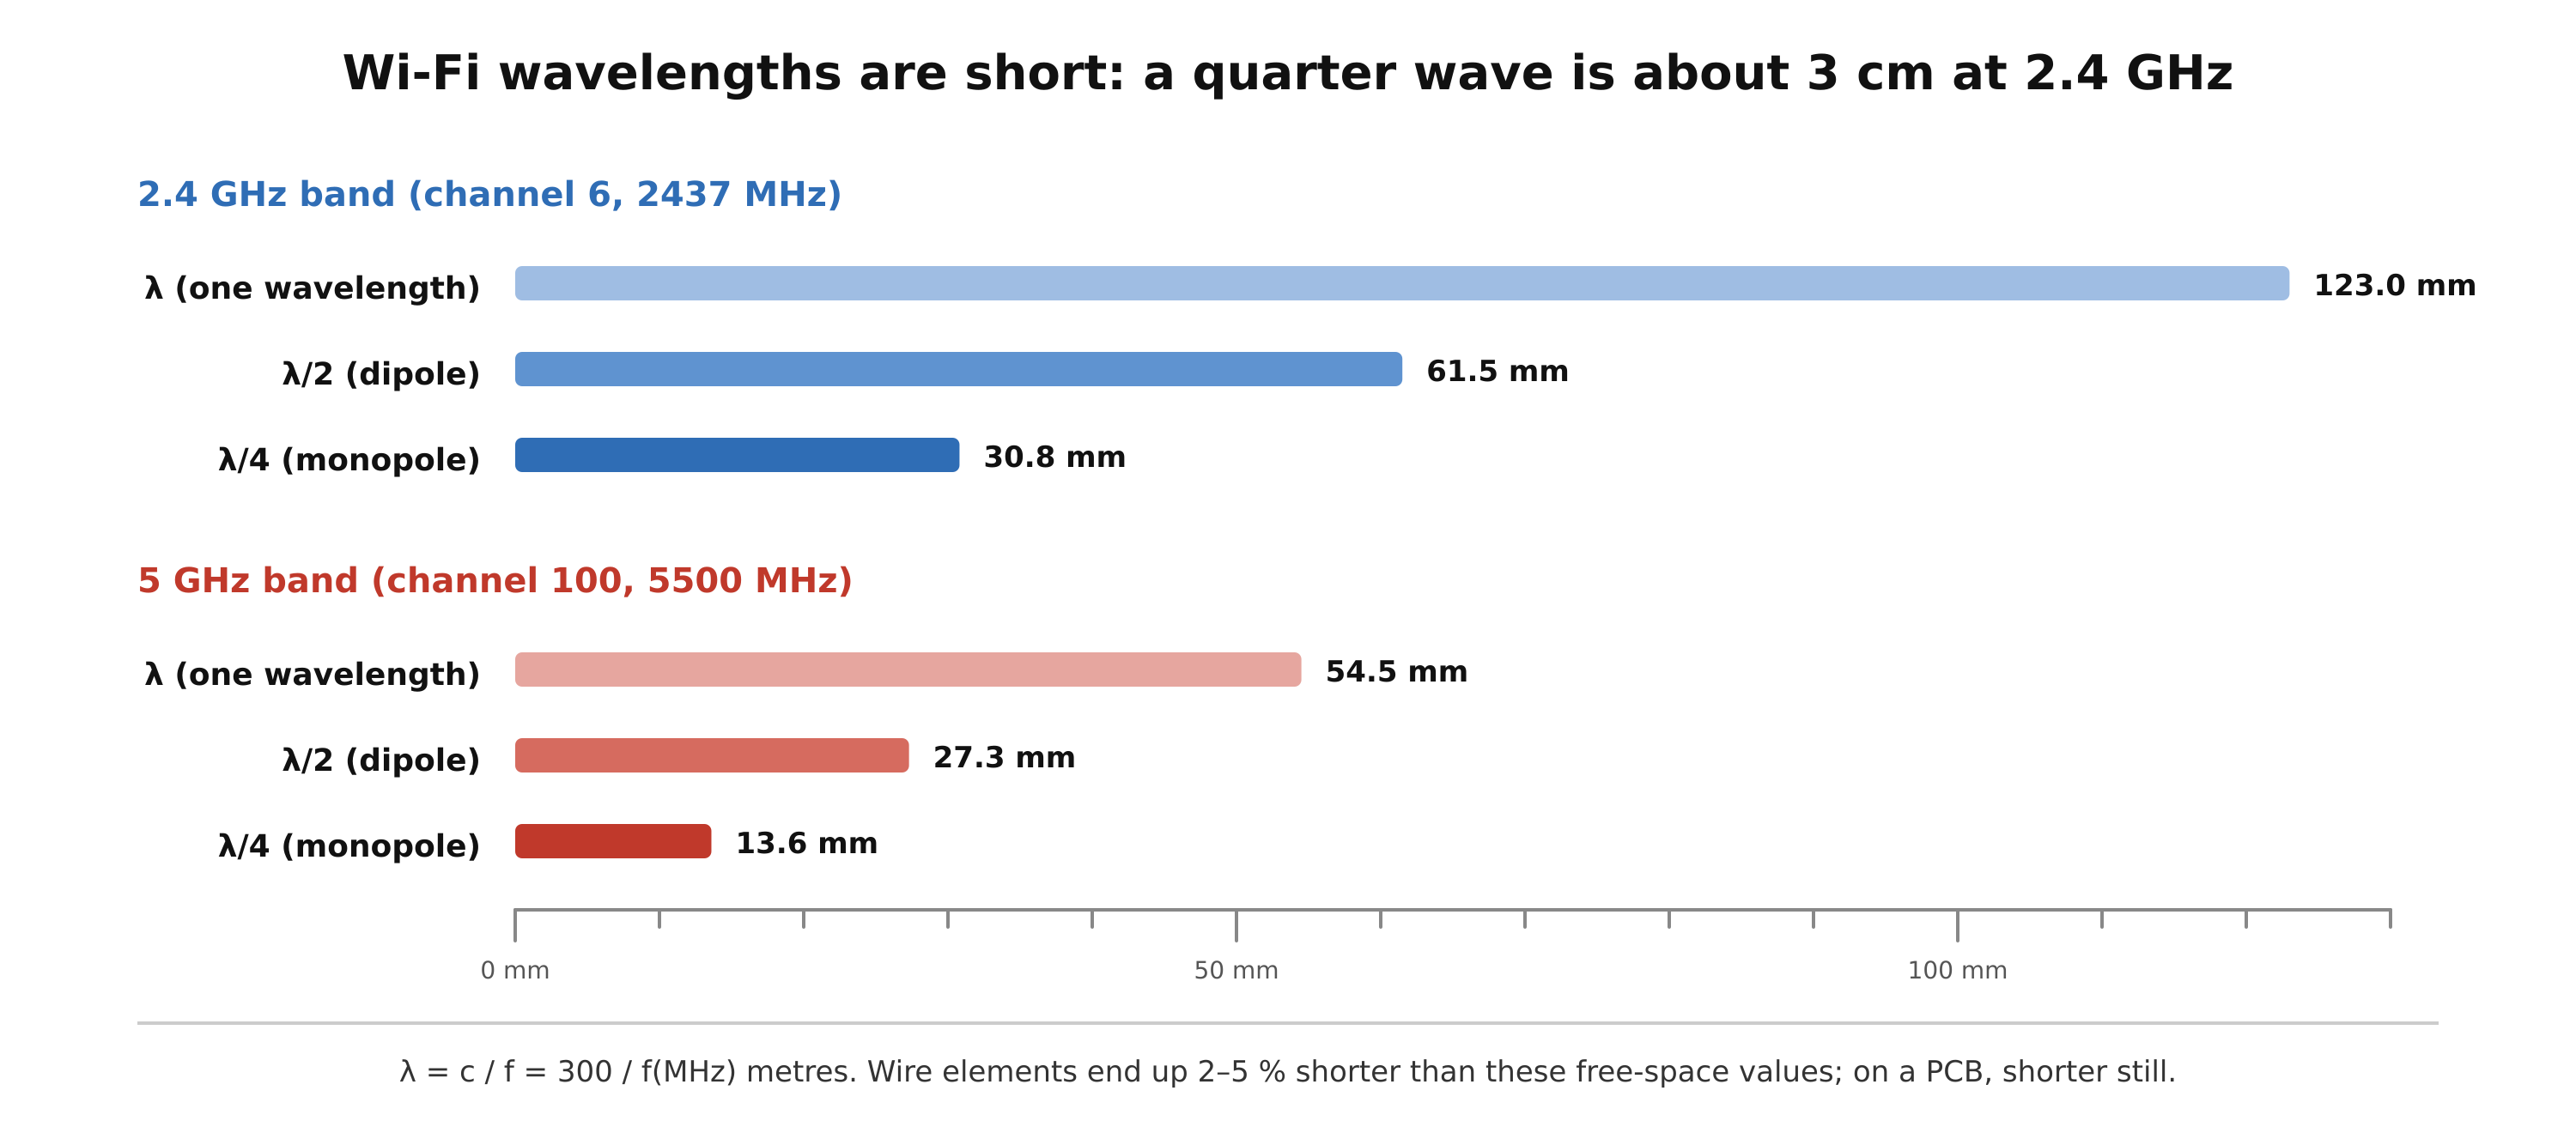 Wi-Fi wavelengths are short: a quarter wave is about 3 cm at 2.4 GHz
2.4 GHz band (channel 6, 2437 MHz)
λ (one wavelength) 123.0 mm
λ/2 (dipole) 61.5 mm
λ/4 (monopole) 30.8 mm
5 GHz band (channel 100, 5500 MHz)
λ (one wavelength) 54.5 mm
λ/2 (dipole) 27.3 mm
λ/4 (monopole) 13.6 mm
0 mm 50 mm 100 mm
λ = c / f = 300 / f(MHz) metres. Wire elements end up 2–5 % shorter than these free-space values; on a PCB, shorter still.